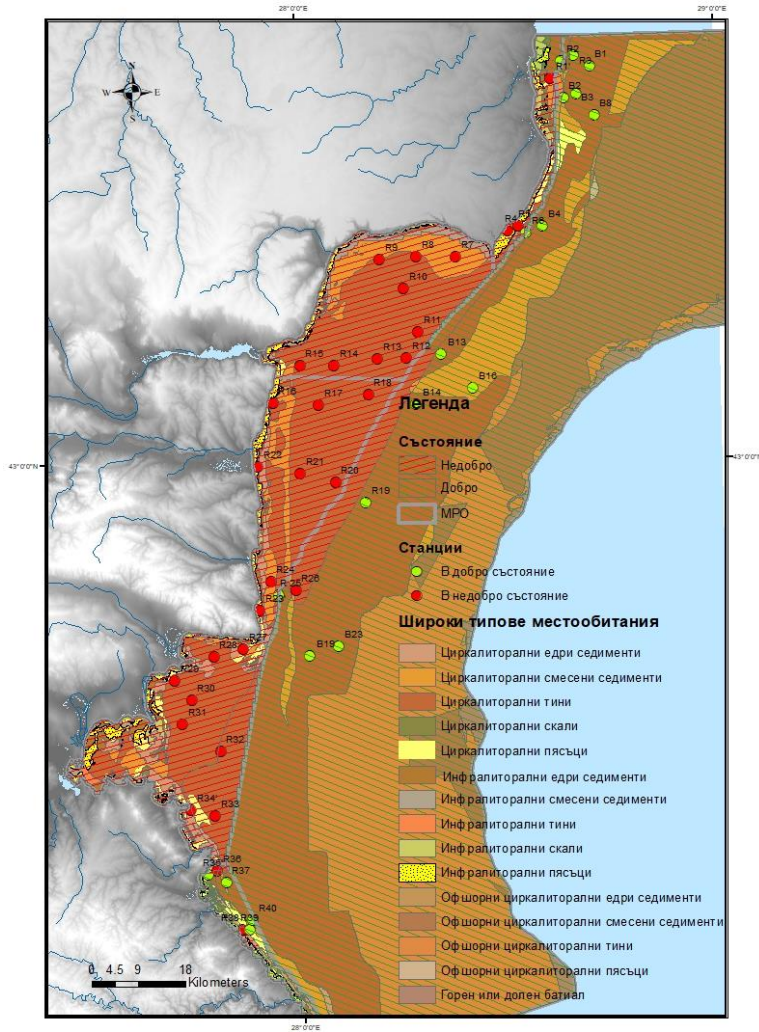 28°0'0"E
29°0'0"E
N
W
E
S
R2
B1
R3
R1
B2
B3
B8
R4
B4
R9
R8
R7
R10
R11
R13
R12
B13
R15
R14
R18
B16
R16
R17
B14
43°0'0"N
43°0'0"N
R22
R21
R20
R19
R24
R26
R25
R23
B19
B23
R27
R28
R29
R30
R31
R32
R34
R33
R36
R37
R40
R39
Легенда
Състояние
Недобро
Добро
МРО
Станции
В добро състояние
В недобро състояние
Широки типове местообитания
Циркалиторални едри седименти
Циркалиторални смесени седименти
Циркалиторални тини
Циркалиторални скали
Циркалиторални пясъци
Инфралиторални едри седименти
Инфралиторални смесени седименти
Инфралиторални тини
Инфралиторални скали
Инфралиторални пясъци
Офшорни циркалиторални едри седименти
Офшорни циркалиторални смесени седименти
Офшорни циркалиторални тини
Офшорни циркалиторални пясъци
Горен или долен батиал
0 4.5 9 18
Kilometers
28°0'0"E